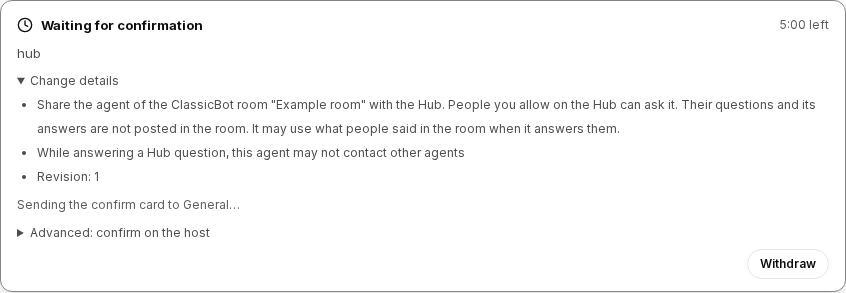 Waiting for confirmation
5:00 left
hub
▼ Change details
• Share the agent of the ClassicBot room "Example room" with the Hub. People you allow on the Hub can ask it. Their questions and its
answers are not posted in the room. It may use what people said in the room when it answers them.
• While answering a Hub question, this agent may not contact other agents
• Revision: 1
Sending the confirm card to General…
▶ Advanced: confirm on the host
Withdraw